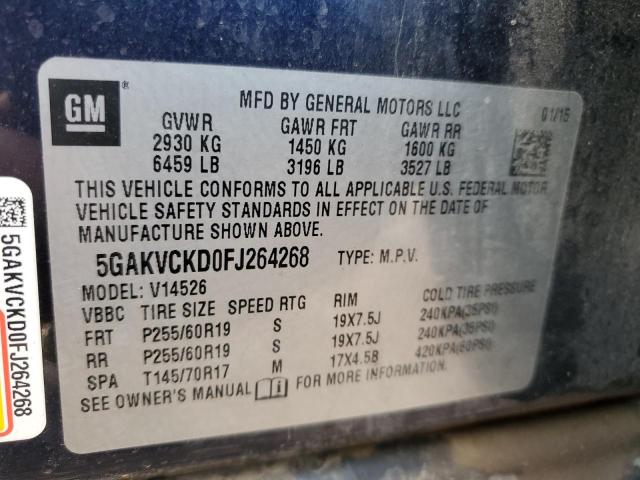 GM
®
MFD BY GENERAL MOTORS LLC
01/15
GVWR GAWR FRT GAWR RR
2930 KG 1450 KG 1600 KG
6459 LB 3196 LB 3527 LB
THIS VEHICLE CONFORMS TO ALL APPLICABLE U.S. FEDERAL MOTOR
VEHICLE SAFETY STANDARDS IN EFFECT ON THE DATE OF
MANUFACTURE SHOWN ABOVE.
5GAKVCKD0FJ264268 TYPE: M.P.V.
MODEL: V14526
VBBC TIRE SIZE SPEED RTG RIM COLD TIRE PRESSURE
FRT P255/60R19 S 19X7.5J 240KPA(35PSI)
RR P255/60R19 S 19X7.5J 240KPA(35PSI)
SPA T145/70R17 M 17X4.5B 420KPA(60PSI)
SEE OWNER'S MANUAL FOR MORE INFORMATION.
5GAKVCKD0FJ264268